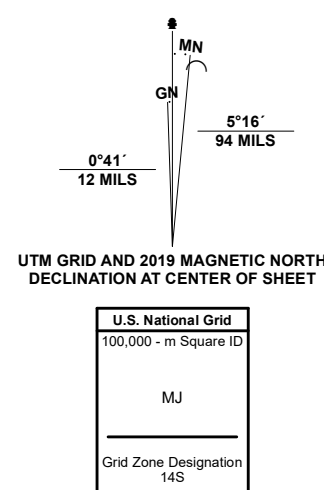 MN
GN
5°16´
94 MILS
0°41´
12 MILS
UTM GRID AND 2019 MAGNETIC NORTH
DECLINATION AT CENTER OF SHEET
U.S. National Grid
100,000 - m Square ID
MJ
Grid Zone Designation
14S